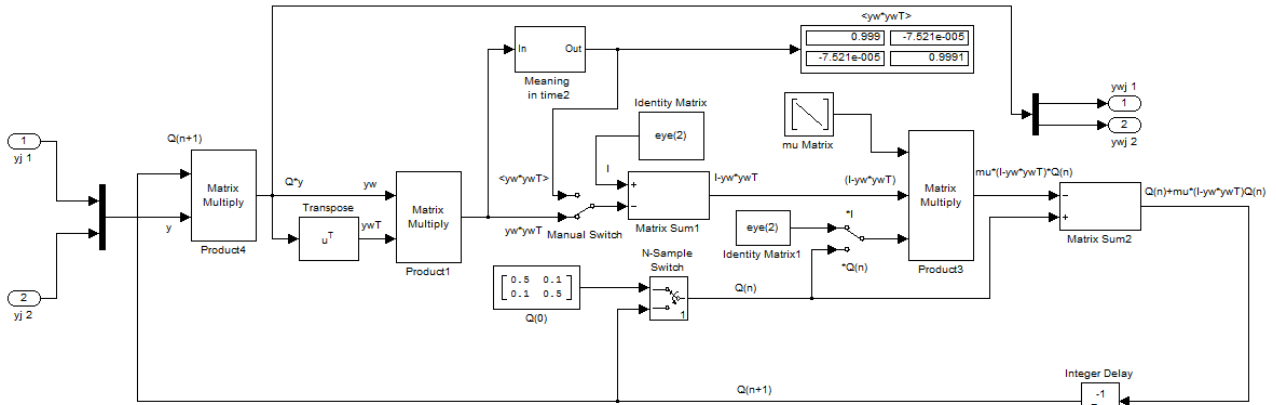 <yw*ywT>
0.999 -7.521e-005
-7.521e-005 0.9991
In Out
Meaning
in time2
ywj 1
1
2
ywj 2
Identity Matrix
eye(2)
mu Matrix
1
yj 1
Q(n+1)
Matrix
Multiply
Product4
y
Q*y
Transpose
uT
ywT
yw
Matrix
Multiply
Product1
<yw*ywT>
yw*ywT
Manual Switch
I
+
−
Matrix Sum1
I-yw*ywT
(I-yw*ywT)
*I
eye(2)
Identity Matrix1
*Q(n)
Matrix
Multiply
Product3
mu*(I-yw*ywT)*Q(n)
−
+
Matrix Sum2
Q(n)+mu*(I-yw*ywT)Q(n)
2
yj 2
0.5 0.1
0.1 0.5
Q(0)
N-Sample
Switch
1
Q(n)
Q(n+1)
Integer Delay
-1